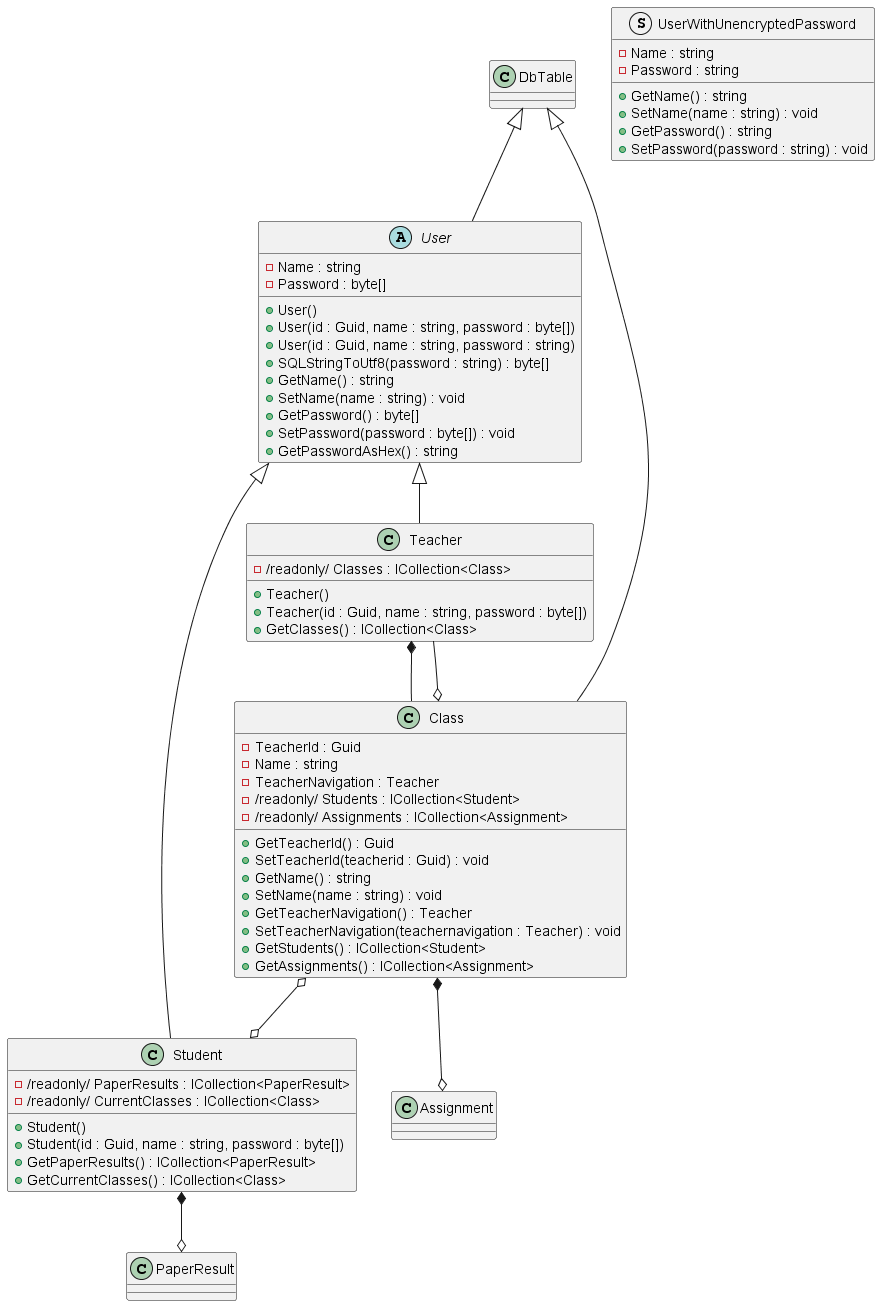 S UserWithUnencryptedPassword
Name : string
Password : string
GetName() : string
SetName(name : string) : void
GetPassword() : string
SetPassword(password : string) : void
C DbTable
A User
Name : string
Password : byte[]
User()
User(id : Guid, name : string, password : byte[])
User(id : Guid, name : string, password : string)
SQLStringToUtf8(password : string) : byte[]
GetName() : string
SetName(name : string) : void
GetPassword() : byte[]
SetPassword(password : byte[]) : void
GetPasswordAsHex() : string
C Teacher
/readonly/ Classes : ICollection<Class>
Teacher()
Teacher(id : Guid, name : string, password : byte[])
GetClasses() : ICollection<Class>
C Class
TeacherId : Guid
Name : string
TeacherNavigation : Teacher
/readonly/ Students : ICollection<Student>
/readonly/ Assignments : ICollection<Assignment>
GetTeacherId() : Guid
SetTeacherId(teacherid : Guid) : void
GetName() : string
SetName(name : string) : void
GetTeacherNavigation() : Teacher
SetTeacherNavigation(teachernavigation : Teacher) : void
GetStudents() : ICollection<Student>
GetAssignments() : ICollection<Assignment>
C Student
/readonly/ PaperResults : ICollection<PaperResult>
/readonly/ CurrentClasses : ICollection<Class>
Student()
Student(id : Guid, name : string, password : byte[])
GetPaperResults() : ICollection<PaperResult>
GetCurrentClasses() : ICollection<Class>
C Assignment
C PaperResult